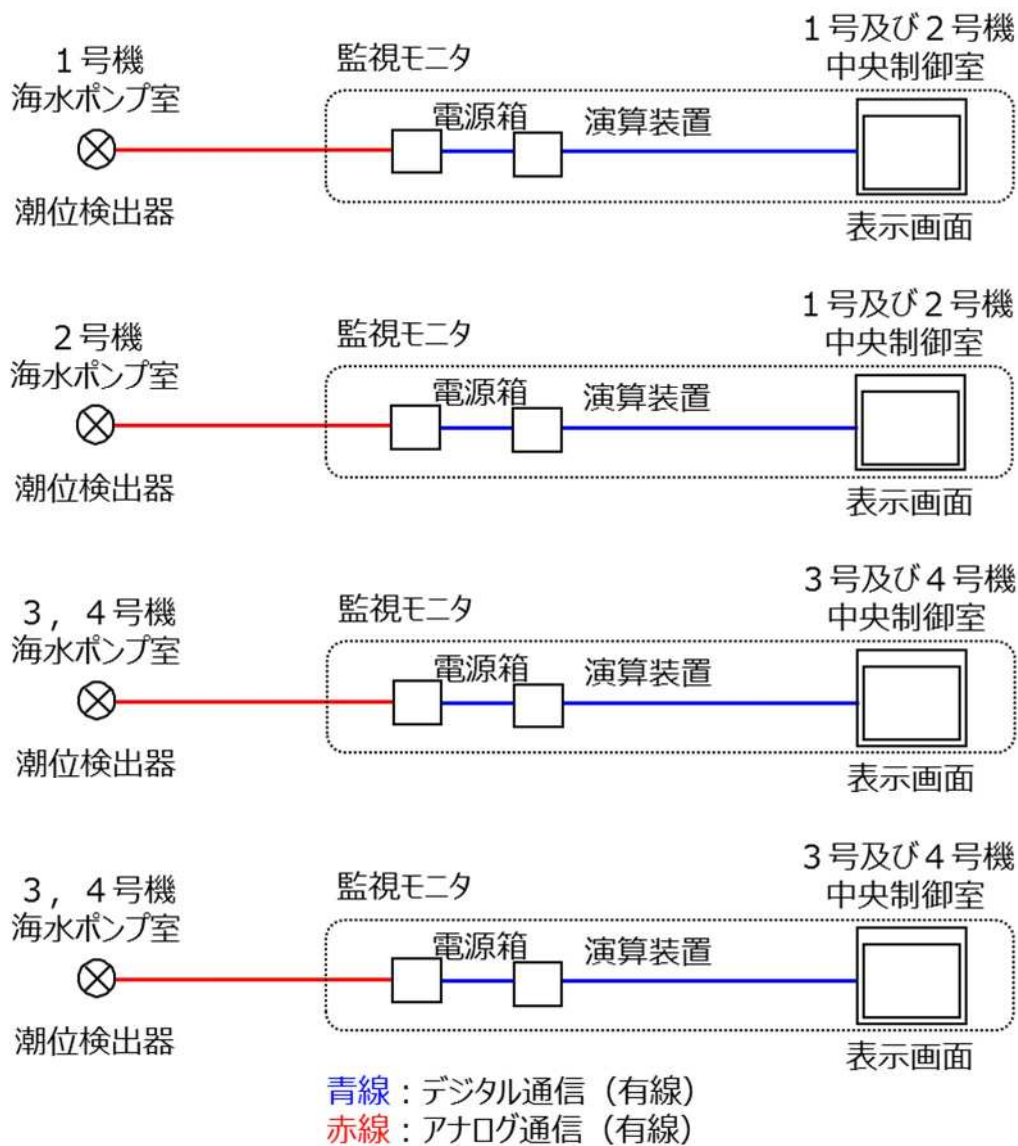 1号機
海水ポンプ室
監視モニタ
1号及び2号機
中央制御室
電源箱
演算装置
潮位検出器
表示画面
2号機
海水ポンプ室
監視モニタ
1号及び2号機
中央制御室
電源箱
演算装置
潮位検出器
表示画面
3,4号機
海水ポンプ室
監視モニタ
3号及び4号機
中央制御室
電源箱
演算装置
潮位検出器
表示画面
3,4号機
海水ポンプ室
監視モニタ
3号及び4号機
中央制御室
電源箱
演算装置
潮位検出器
表示画面
青線:デジタル通信(有線)
赤線:アナログ通信(有線)